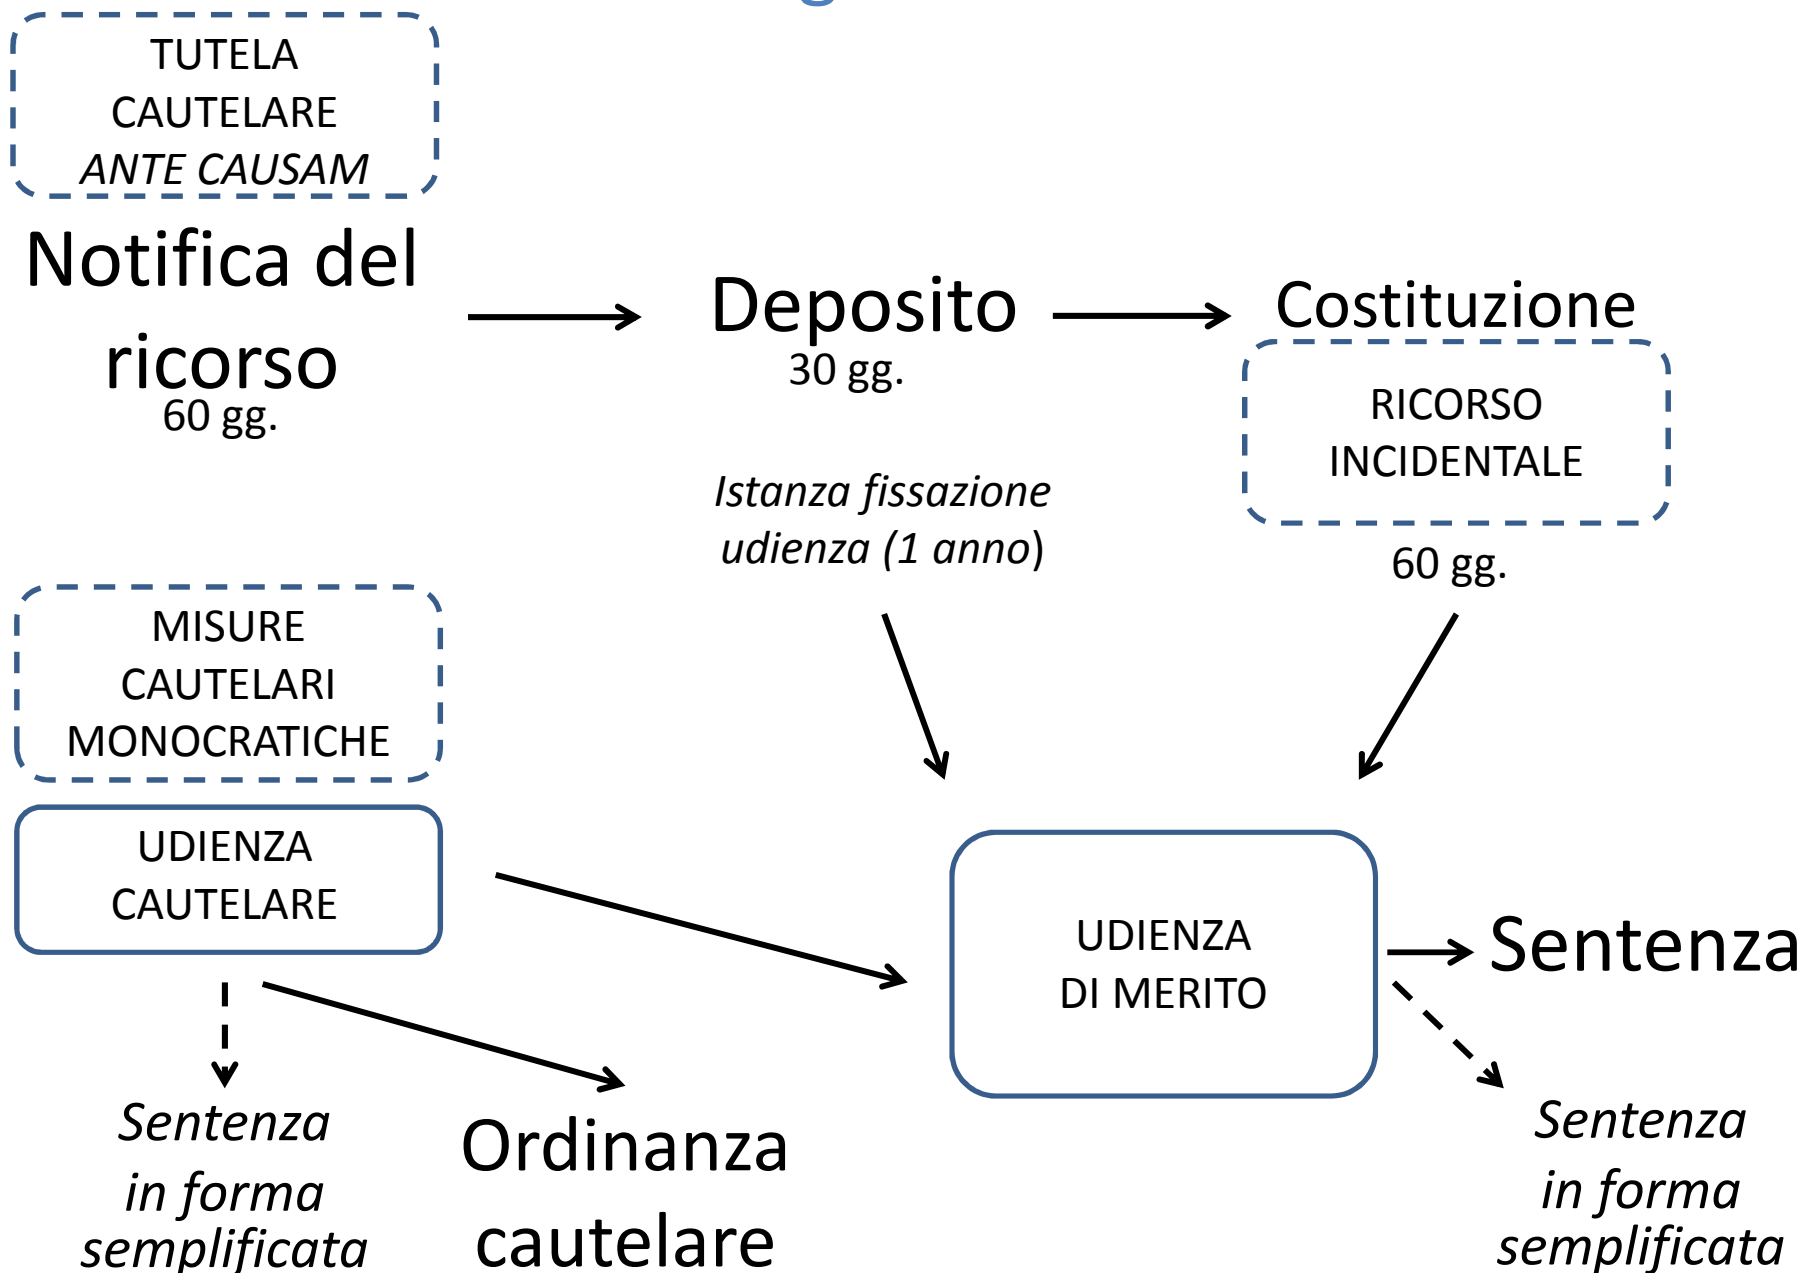 TUTELA
CAUTELARE
ANTE CAUSAM
Notifica del
ricorso
60 gg.
Deposito
30 gg.
Costituzione
RICORSO
INCIDENTALE
60 gg.
Istanza fissazione
udienza (1 anno)
MISURE
CAUTELARI
MONOCRATICHE
UDIENZA
CAUTELARE
UDIENZA
DI MERITO
Sentenza
Sentenza
in forma
semplificata
Ordinanza
cautelare
Sentenza
in forma
semplificata